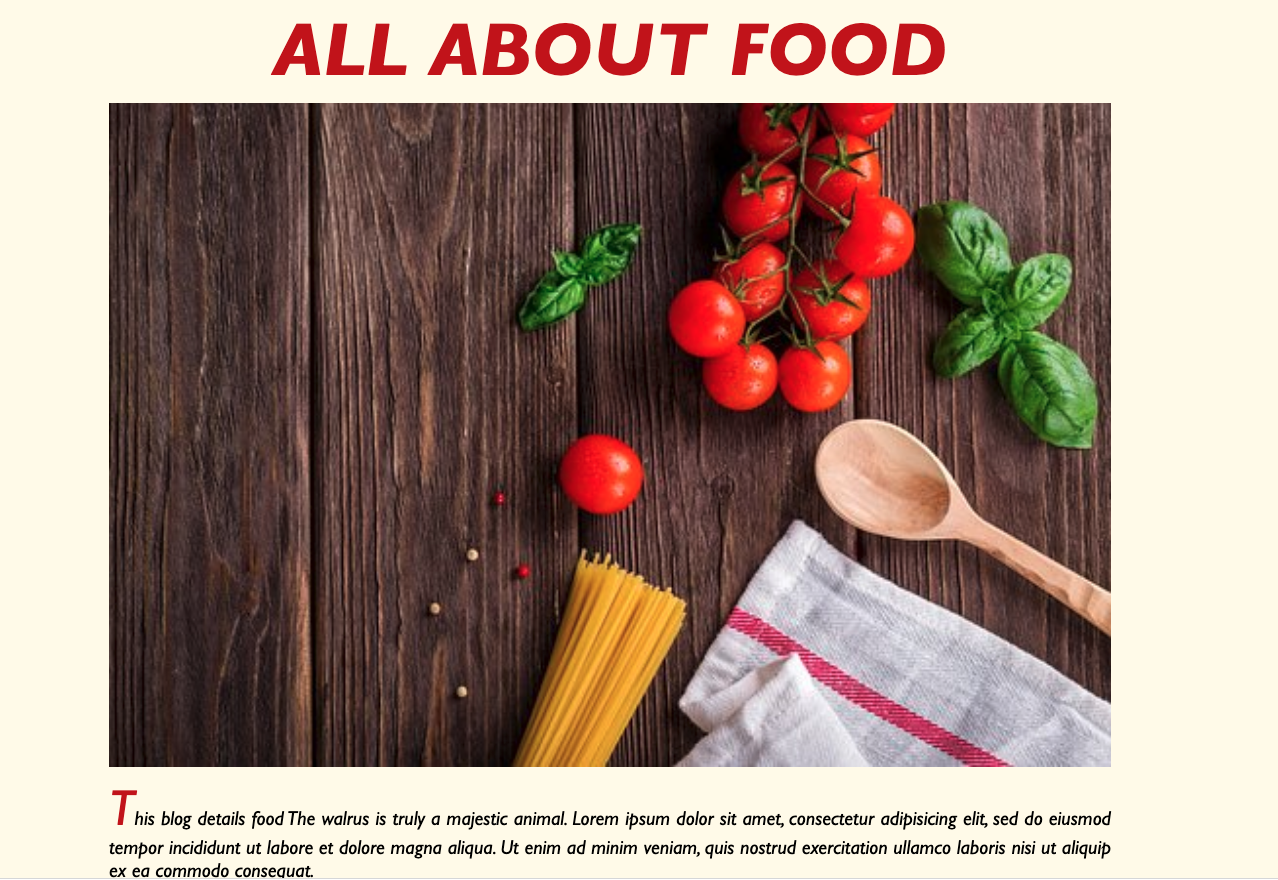 ALL ABOUT FOOD
This blog details food The walrus is truly a majestic animal. Lorem ipsum dolor sit amet, consectetur adipisicing elit, sed do eiusmod
tempor incididunt ut labore et dolore magna aliqua. Ut enim ad minim veniam, quis nostrud exercitation ullamco laboris nisi ut aliquip
ex ea commodo consequat.